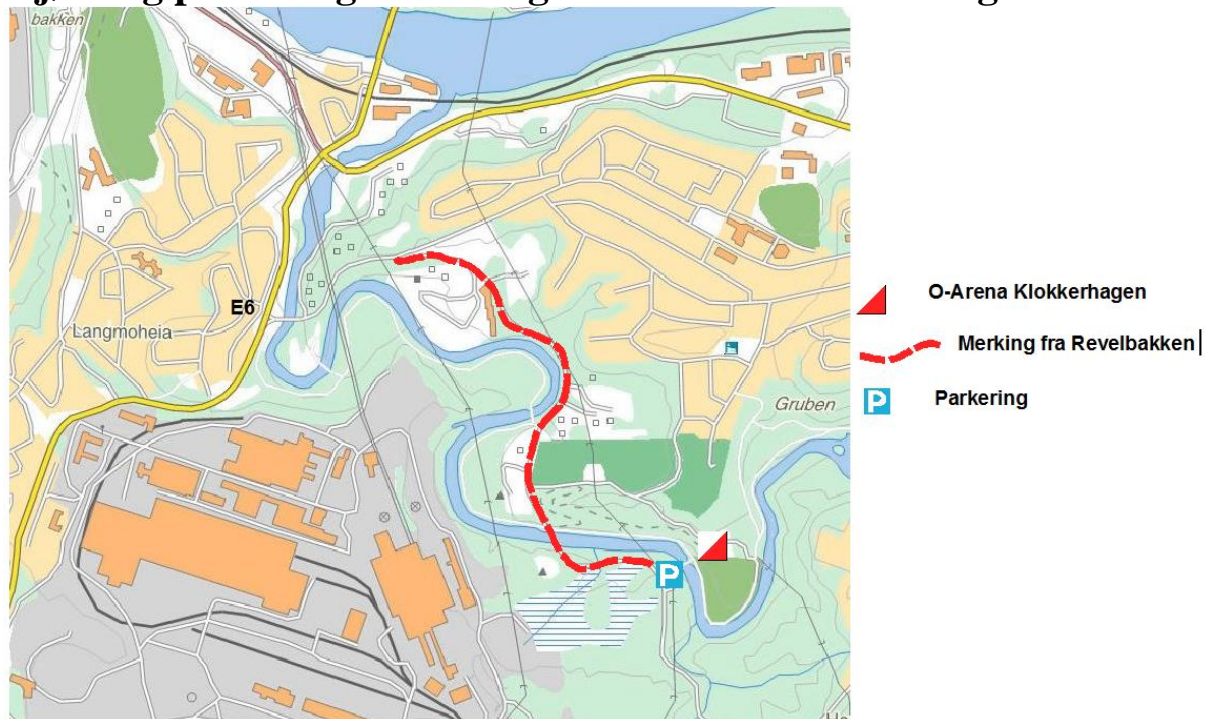 bakken
E6
Langmoheia
Gruben
O-Arena Klokkerhagen
Merking fra Revelbakken
P Parkering
P